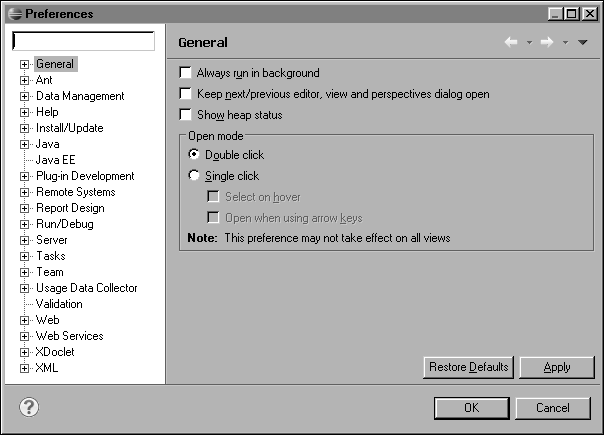 Preferences
General
Ant
Data Management
Help
Install/Update
Java
Java EE
Plug-in Development
Remote Systems
Report Design
Run/Debug
Server
Tasks
Team
Usage Data Collector
Validation
Web
Web Services
XDoclet
XML
General
Always run in background
Keep next/previous editor, view and perspectives dialog open
Show heap status
Open mode
Double click
Single click
Select on hover
Open when using arrow keys
Note: This preference may not take effect on all views
Restore Defaults
Apply
?
OK
Cancel